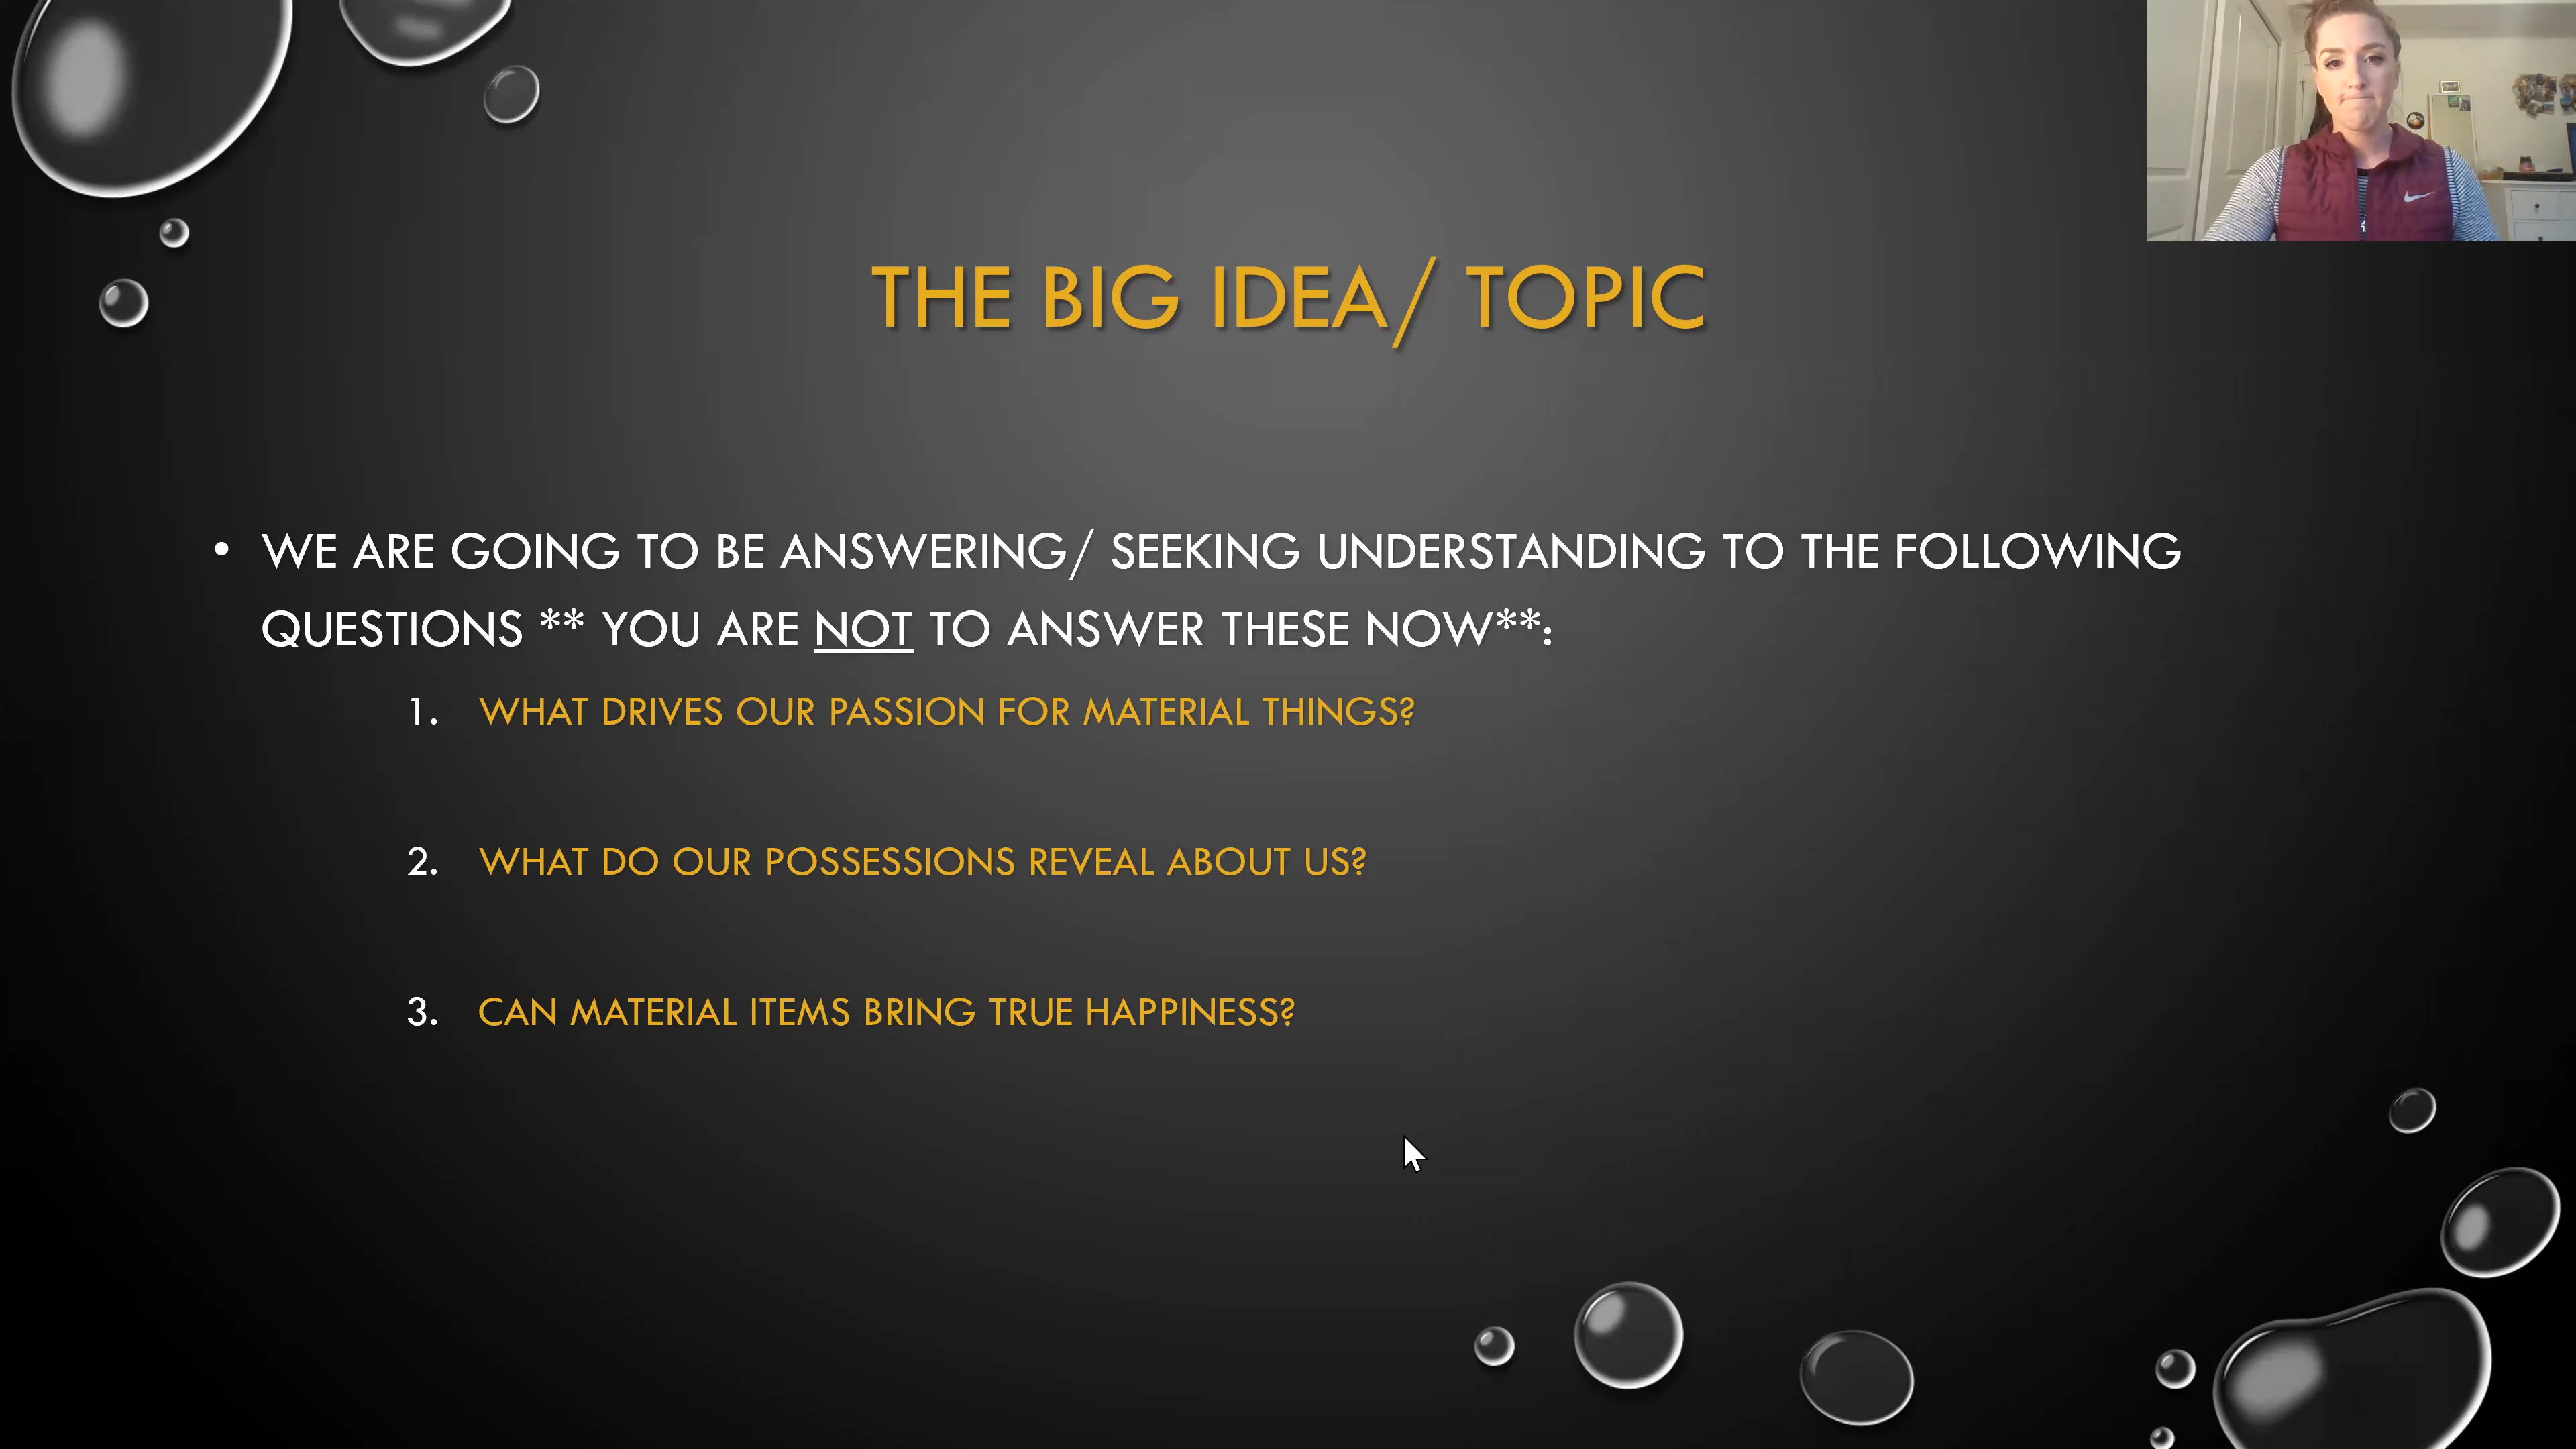 THE BIG IDEA/ TOPIC
• WE ARE GOING TO BE ANSWERING/ SEEKING UNDERSTANDING TO THE FOLLOWING
QUESTIONS ** YOU ARE NOT TO ANSWER THESE NOW**:
1. WHAT DRIVES OUR PASSION FOR MATERIAL THINGS?
2. WHAT DO OUR POSSESSIONS REVEAL ABOUT US?
3. CAN MATERIAL ITEMS BRING TRUE HAPPINESS?